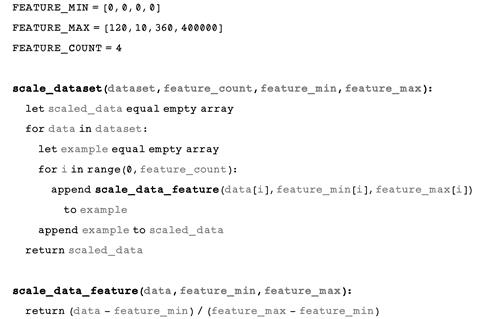 FEATURE_MIN = [0,0,0,0]
FEATURE_MAX = [120,10,360,400000]
FEATURE_COUNT = 4
scale_dataset(dataset,feature_count,feature_min,feature_max):
let scaled_data equal empty array
for data in dataset:
let example equal empty array
for i in range(0,feature_count):
append scale_data_feature(data[i],feature_min[i],feature_max[i])
to example
append example to scaled_data
return scaled_data
scale_data_feature(data,feature_min,feature_max):
return (data - feature_min) / (feature_max - feature_min)